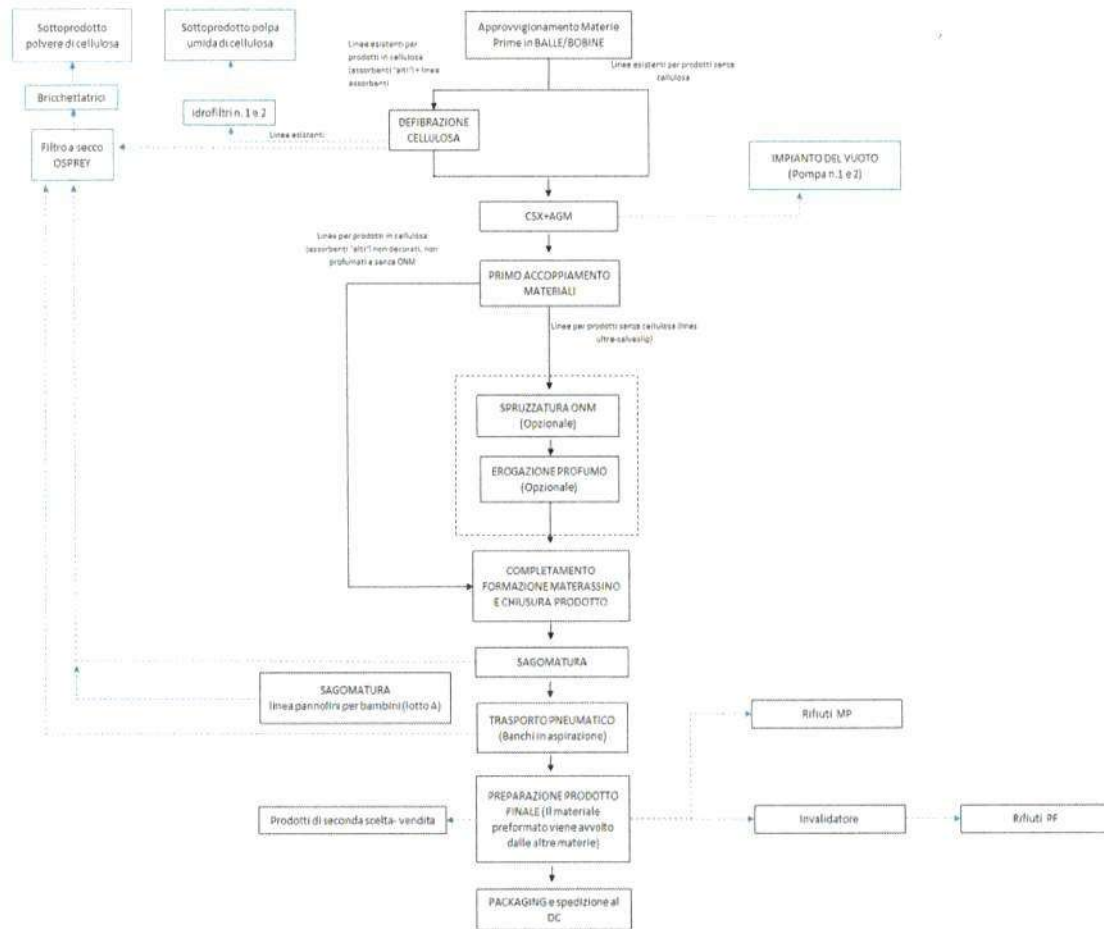 Sottoprodotto
polvere di cellulosa
Sottoprodotto polpa
umida di cellulosa
Approvvigionamento Materie
Prime in BALLE/BOBINE
Linee esistenti per
prodotti in cellulosa
(assorbenti "alti") + linea
assorbenti
Linee esistenti per prodotti senza
cellulosa
Bricchettatrici
Idrofiltri n. 1 e 2
DEFIBRAZIONE
CELLULOSA
Linee esistenti
Filtro a secco
OSPREY
IMPIANTO DEL VUOTO
(Pompa n.1 e 2)
CSX+AGM
Linee per prodotti in cellulosa
(assorbenti "alti") non decorati, non
profumati e senza ONM
PRIMO ACCOPPIAMENTO
MATERIALI
Linee per prodotti senza cellulosa (linea
ultra-salvaslip)
SPRUZZATURA ONM
(Opzionale)
EROGAZIONE PROFUMO
(Opzionale)
COMPLETAMENTO
FORMAZIONE MATERASSINO
E CHIUSURA PRODOTTO
SAGOMATURA
SAGOMATURA
linea pannolini per bambini (lotto A)
TRASPORTO PNEUMATICO
(Banchi in aspirazione)
Rifiuti MP
PREPARAZIONE PRODOTTO
FINALE (Il materiale
preformato viene avvolto
dalle altre materie)
Prodotti di seconda scelta- vendita
Invalidatore
Rifiuti PF
PACKAGING e spedizione al
DC